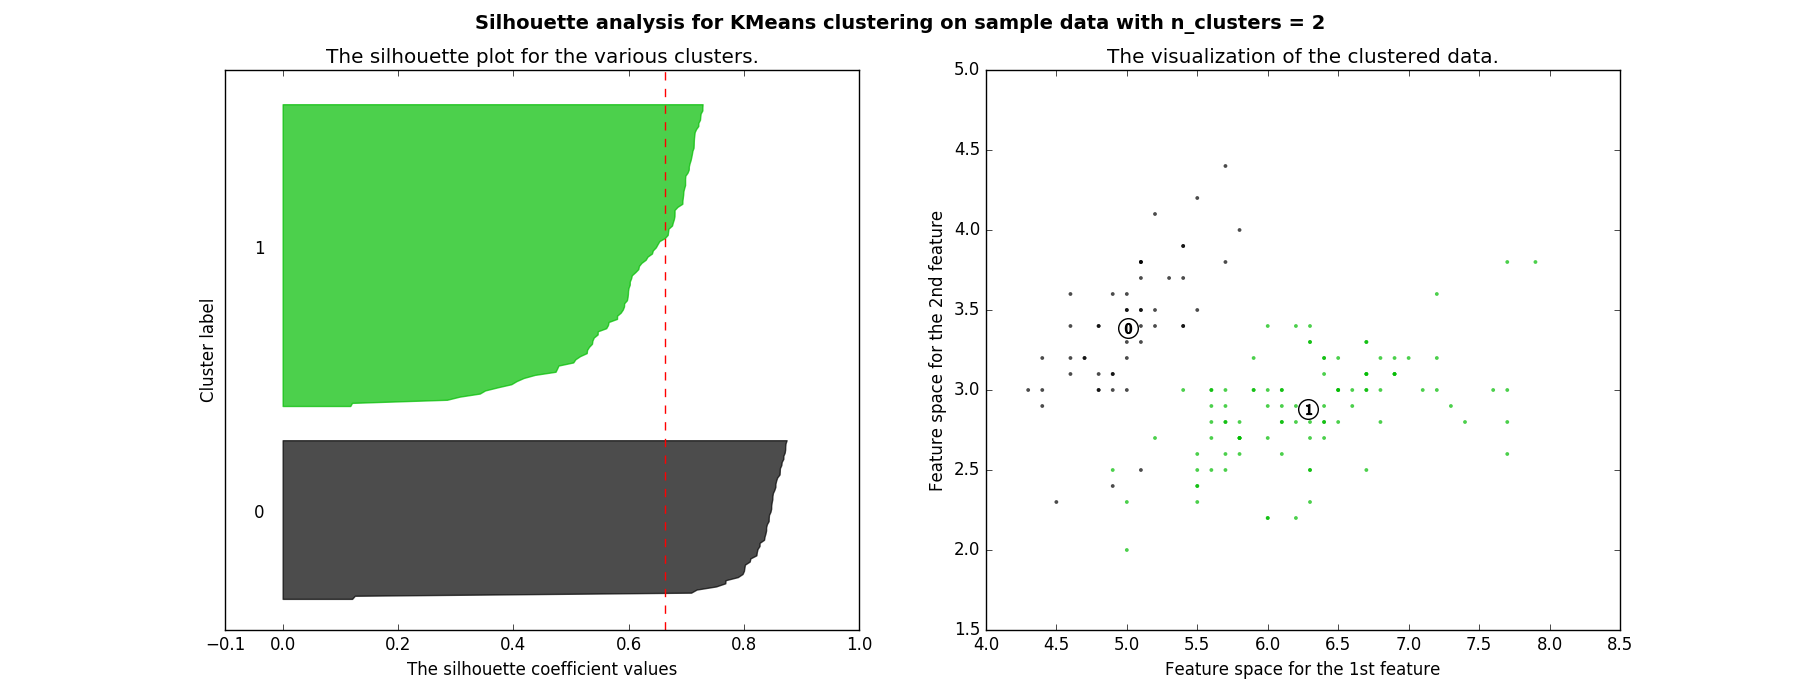 Silhouette analysis for KMeans clustering on sample data with n_clusters = 2
The silhouette plot for the various clusters.
Cluster label
1
0
−0.1 0.0 0.2 0.4 0.6 0.8 1.0
The silhouette coefficient values
The visualization of the clustered data.
Feature space for the 2nd feature
5.0
4.5
4.0
3.5
3.0
2.5
2.0
1.5
0
1
4.0 4.5 5.0 5.5 6.0 6.5 7.0 7.5 8.0 8.5
Feature space for the 1st feature